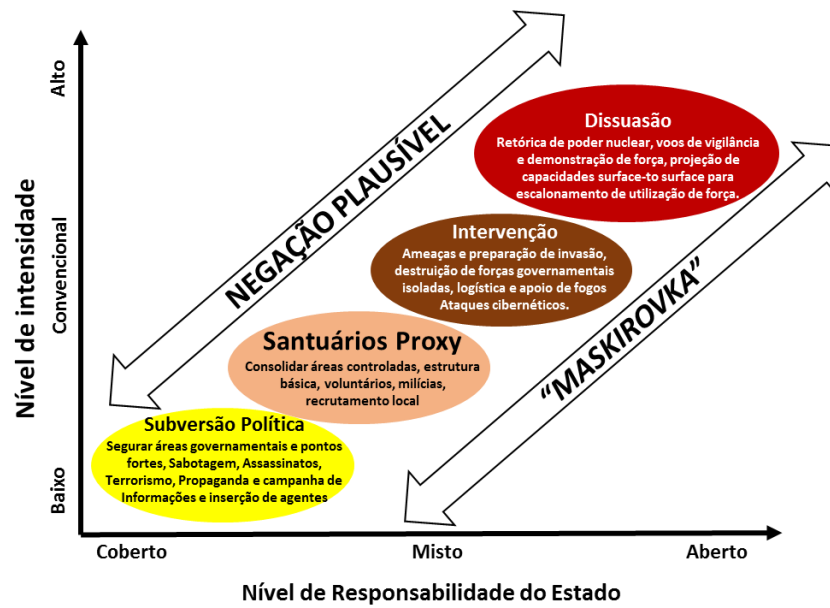 Nível de intensidade
Alto
Convencional
Baixo
NEGAÇÃO PLAUSÍVEL
Dissuasão
Retórica de poder nuclear, voos de vigilância
e demonstração de força, projeção de
capacidades surface-to surface para
escalonamento de utilização de força.
Intervenção
Ameaças e preparação de invasão,
destruição de forças governamentais
isoladas, logística e apoio de fogos
Ataques cibernéticos.
"MASKIROVKA"
Santuários Proxy
Consolidar áreas controladas, estrutura
básica, voluntários, milícias,
recrutamento local
Subversão Política
Segurar áreas governamentais e pontos
fortes, Sabotagem, Assassinatos,
Terrorismo, Propaganda e campanha de
Informações e inserção de agentes
Coberto
Misto
Aberto
Nível de Responsabilidade do Estado